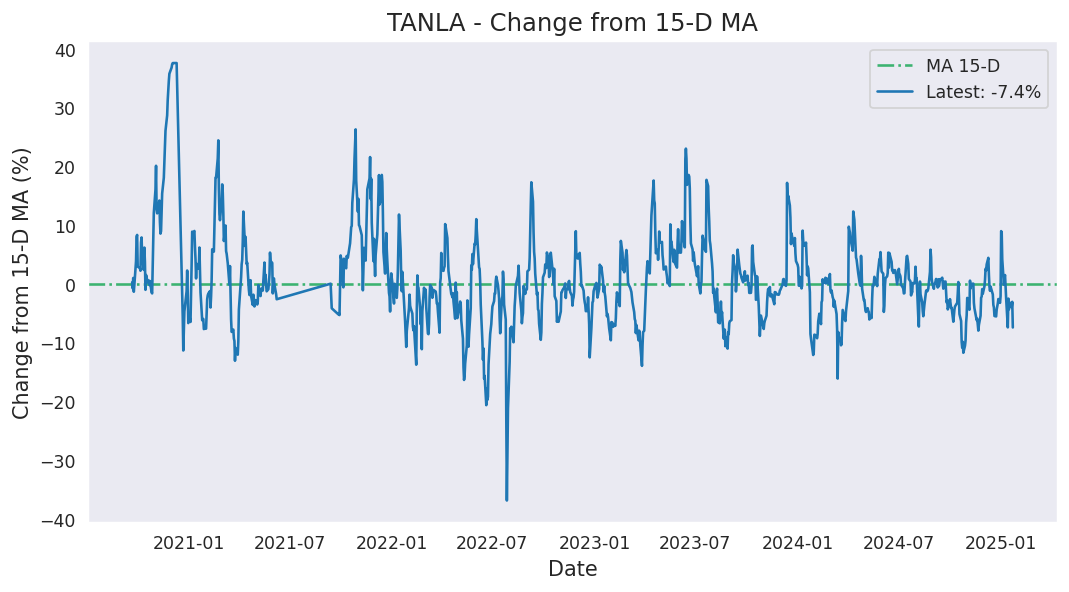 TANLA - Change from 15-D MA
MA 15-D
Latest: -7.4%
Change from 15-D MA (%)
40
30
20
10
0
−10
−20
−30
−40
2021-01 2021-07 2022-01 2022-07 2023-01 2023-07 2024-01 2024-07 2025-01
Date